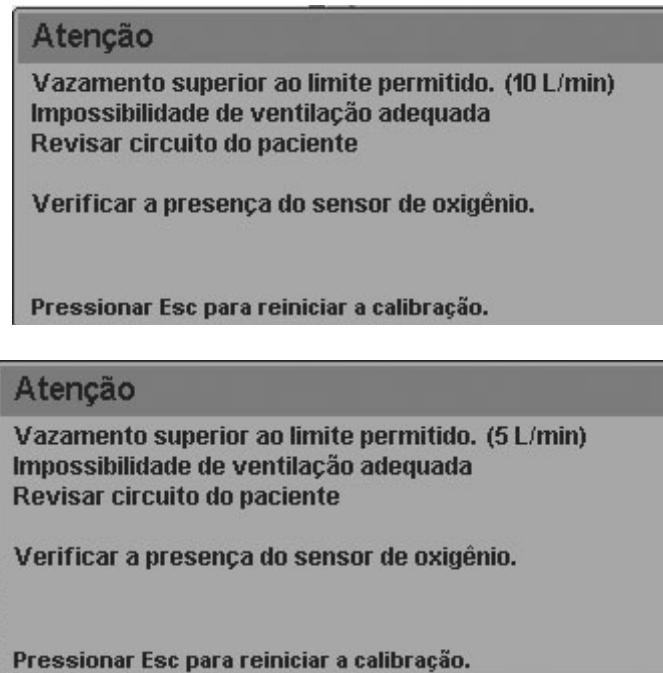 Atenção
Vazamento superior ao limite permitido. (10 L/min)
Impossibilidade de ventilação adequada
Revisar circuito do paciente
Verificar a presença do sensor de oxigênio.
Pressionar Esc para reiniciar a calibração.
Atenção
Vazamento superior ao limite permitido. (5 L/min)
Impossibilidade de ventilação adequada
Revisar circuito do paciente
Verificar a presença do sensor de oxigênio.
Pressionar Esc para reiniciar a calibração.